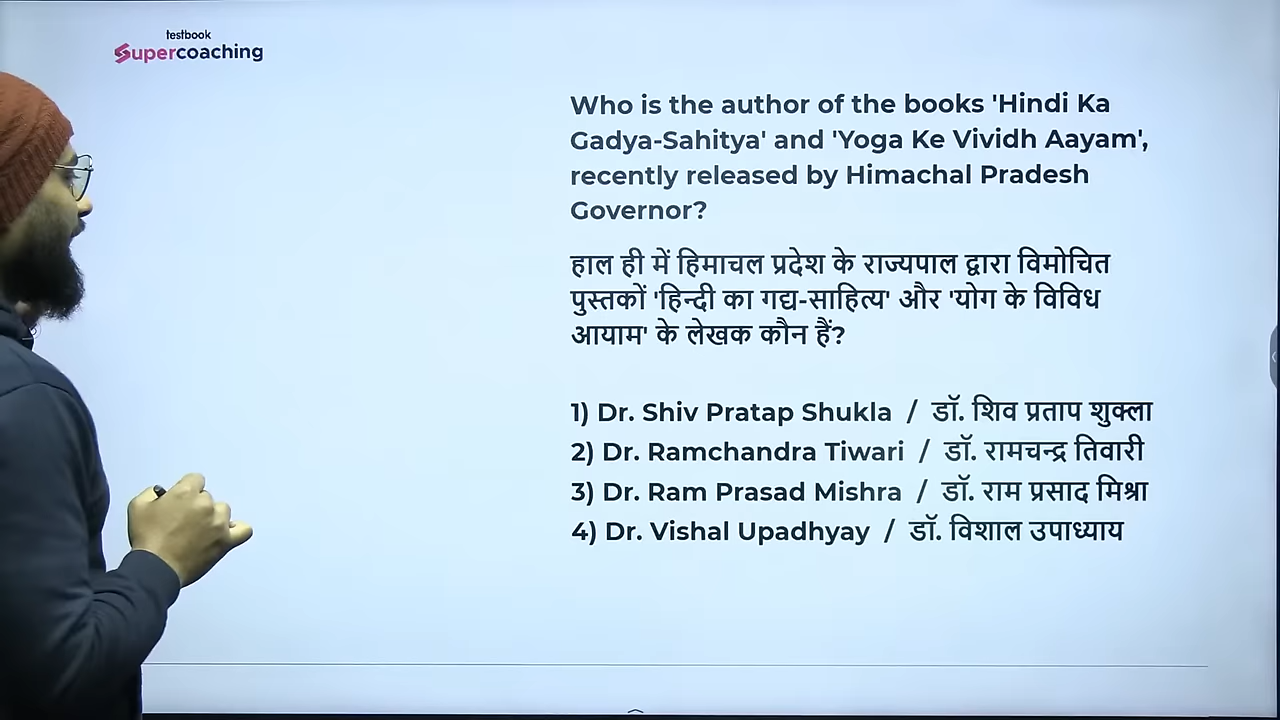 testbook
Supercoaching
Who is the author of the books 'Hindi Ka
Gadya-Sahitya' and 'Yoga Ke Vividh Aayam',
recently released by Himachal Pradesh
Governor?
हाल ही में हिमाचल प्रदेश के राज्यपाल द्वारा विमोचित
पुस्तकों 'हिन्दी का गद्य-साहित्य' और 'योग के विविध
आयाम' के लेखक कौन हैं?
1) Dr. Shiv Pratap Shukla / डॉ. शिव प्रताप शुक्ला
2) Dr. Ramchandra Tiwari / डॉ. रामचन्द्र तिवारी
3) Dr. Ram Prasad Mishra / डॉ. राम प्रसाद मिश्रा
4) Dr. Vishal Upadhyay / डॉ. विशाल उपाध्याय